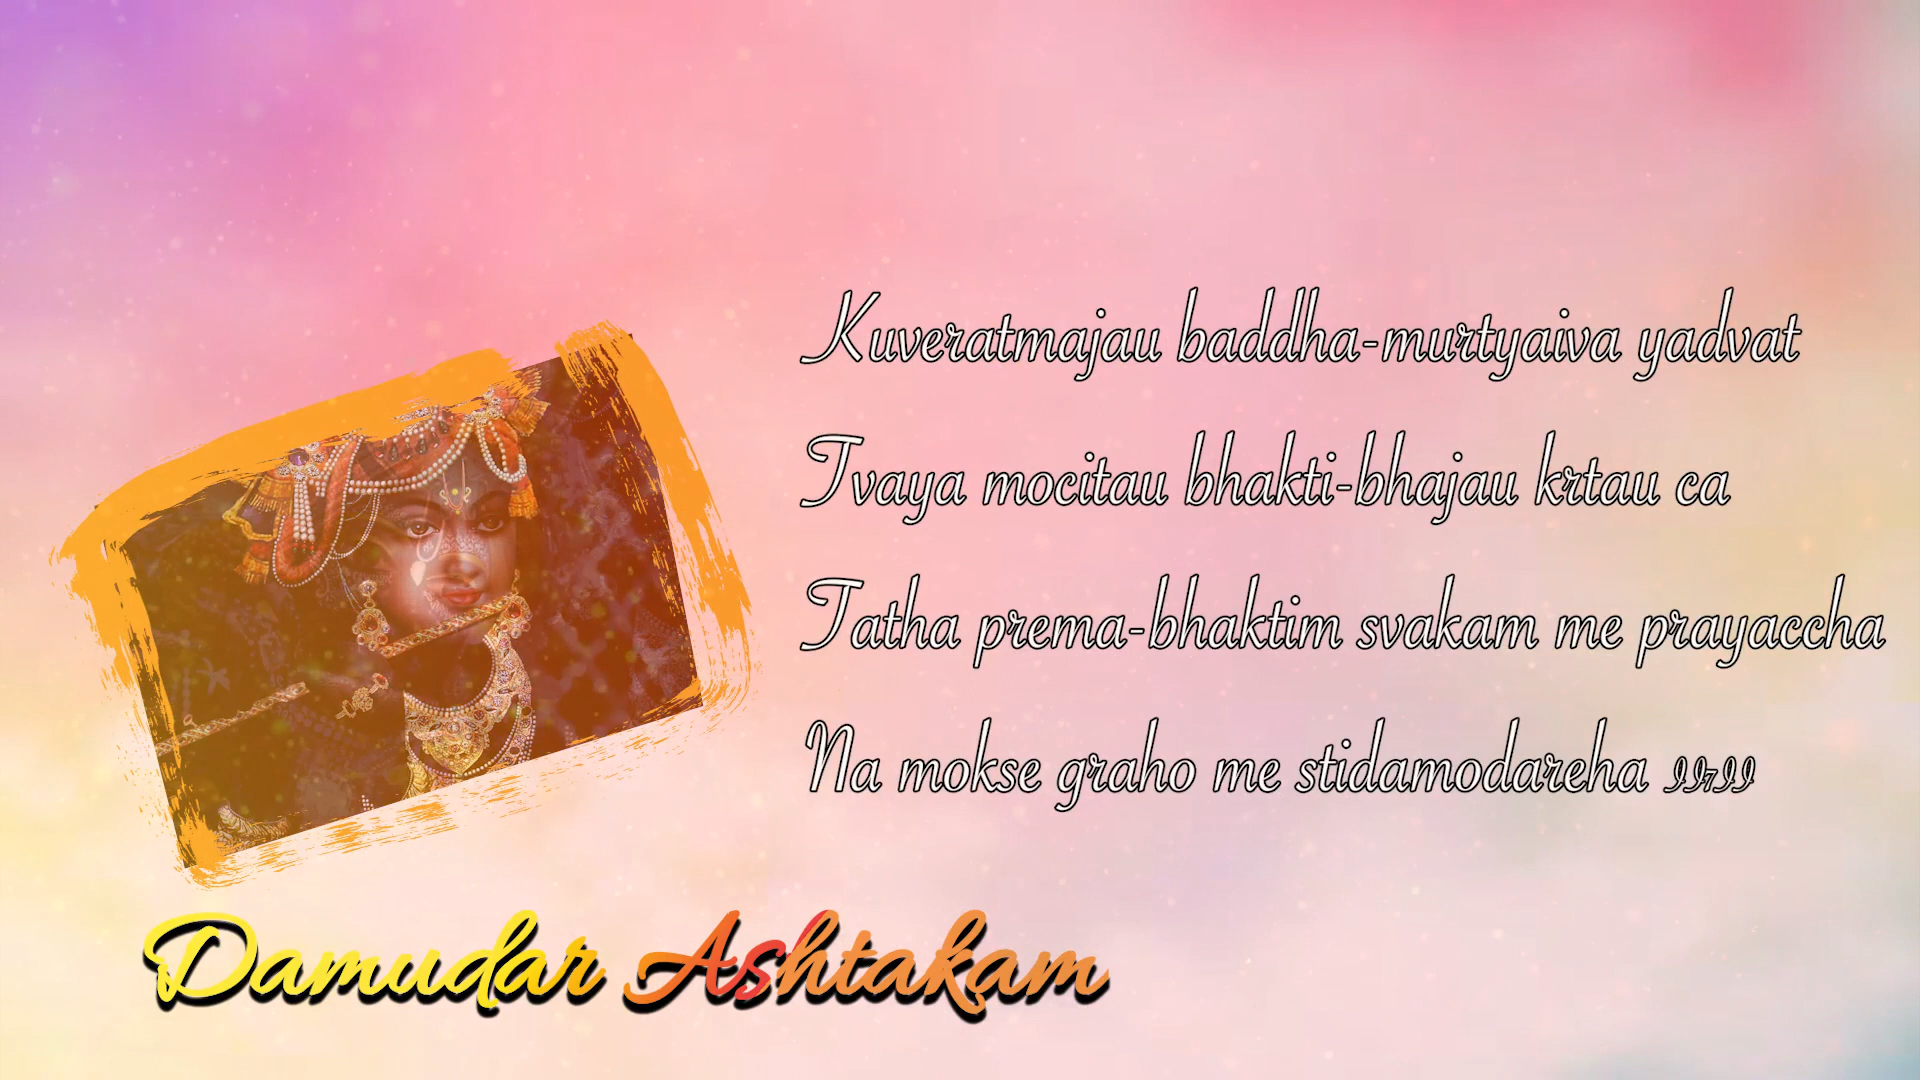 Kuveratmajau baddha-murtyaiva yadvat
Tvaya mocitau bhakti-bhajau krtau ca
Tatha prema-bhaktim svakam me prayaccha
Na mokse graho me stidamodareha ||7||
Damudar Ashtakam